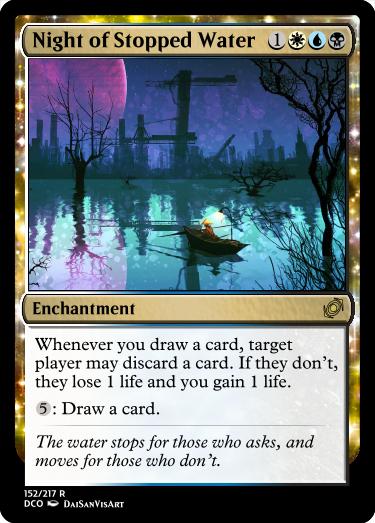 Night of Stopped Water 1
Enchantment
Whenever you draw a card, target
player may discard a card. If they don't,
they lose 1 life and you gain 1 life.
5: Draw a card.
The water stops for those who asks, and
moves for those who don't.
152/217 R
DCO DaiSanVisArt